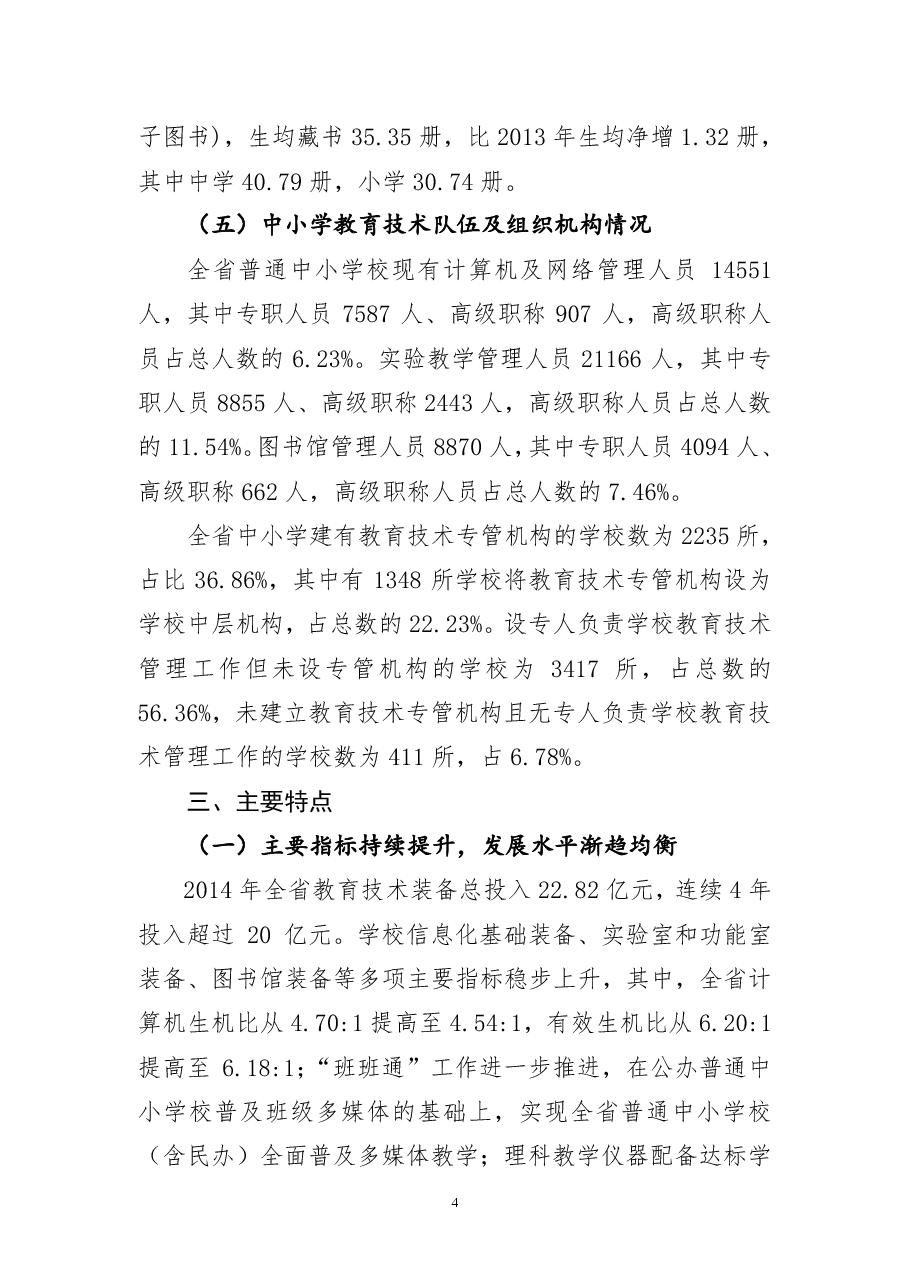 子图书)，生均藏书 35.35 册，比 2013 年生均净增 1.32 册，
其中中学 40.79 册，小学 30.74 册。
（五）中小学教育技术队伍及组织机构情况
全省普通中小学校现有计算机及网络管理人员 14551
人，其中专职人员 7587 人、高级职称 907 人，高级职称人
员占总人数的 6.23%。实验教学管理人员 21166 人，其中专
职人员 8855 人、高级职称 2443 人，高级职称人员占总人数
的 11.54%。图书馆管理人员 8870 人，其中专职人员 4094 人、
高级职称 662 人，高级职称人员占总人数的 7.46%。
全省中小学建有教育技术专管机构的学校数为 2235 所，
占比 36.86%，其中有 1348 所学校将教育技术专管机构设为
学校中层机构，占总数的 22.23%。设专人负责学校教育技术
管理工作但未设专管机构的学校为 3417 所，占总数的
56.36%，未建立教育技术专管机构且无专人负责学校教育技
术管理工作的学校数为 411 所，占 6.78%。
三、主要特点
（一）主要指标持续提升，发展水平渐趋均衡
2014 年全省教育技术装备总投入 22.82 亿元，连续 4 年
投入超过 20 亿元。学校信息化基础装备、实验室和功能室
装备、图书馆装备等多项主要指标稳步上升，其中，全省计
算机生机比从 4.70:1 提高至 4.54:1，有效生机比从 6.20:1
提高至 6.18:1；“班班通”工作进一步推进，在公办普通中
小学校普及班级多媒体的基础上，实现全省普通中小学校
（含民办）全面普及多媒体教学；理科教学仪器配备达标学
4